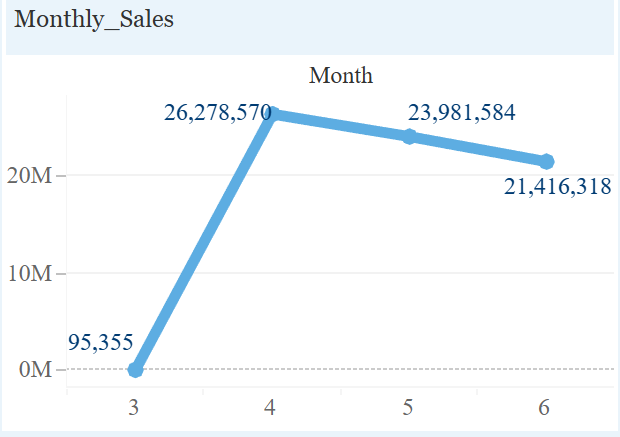 Monthly_Sales
Month
26,278,570
23,981,584
20M
21,416,318
10M
95,355
0M
3 4 5 6